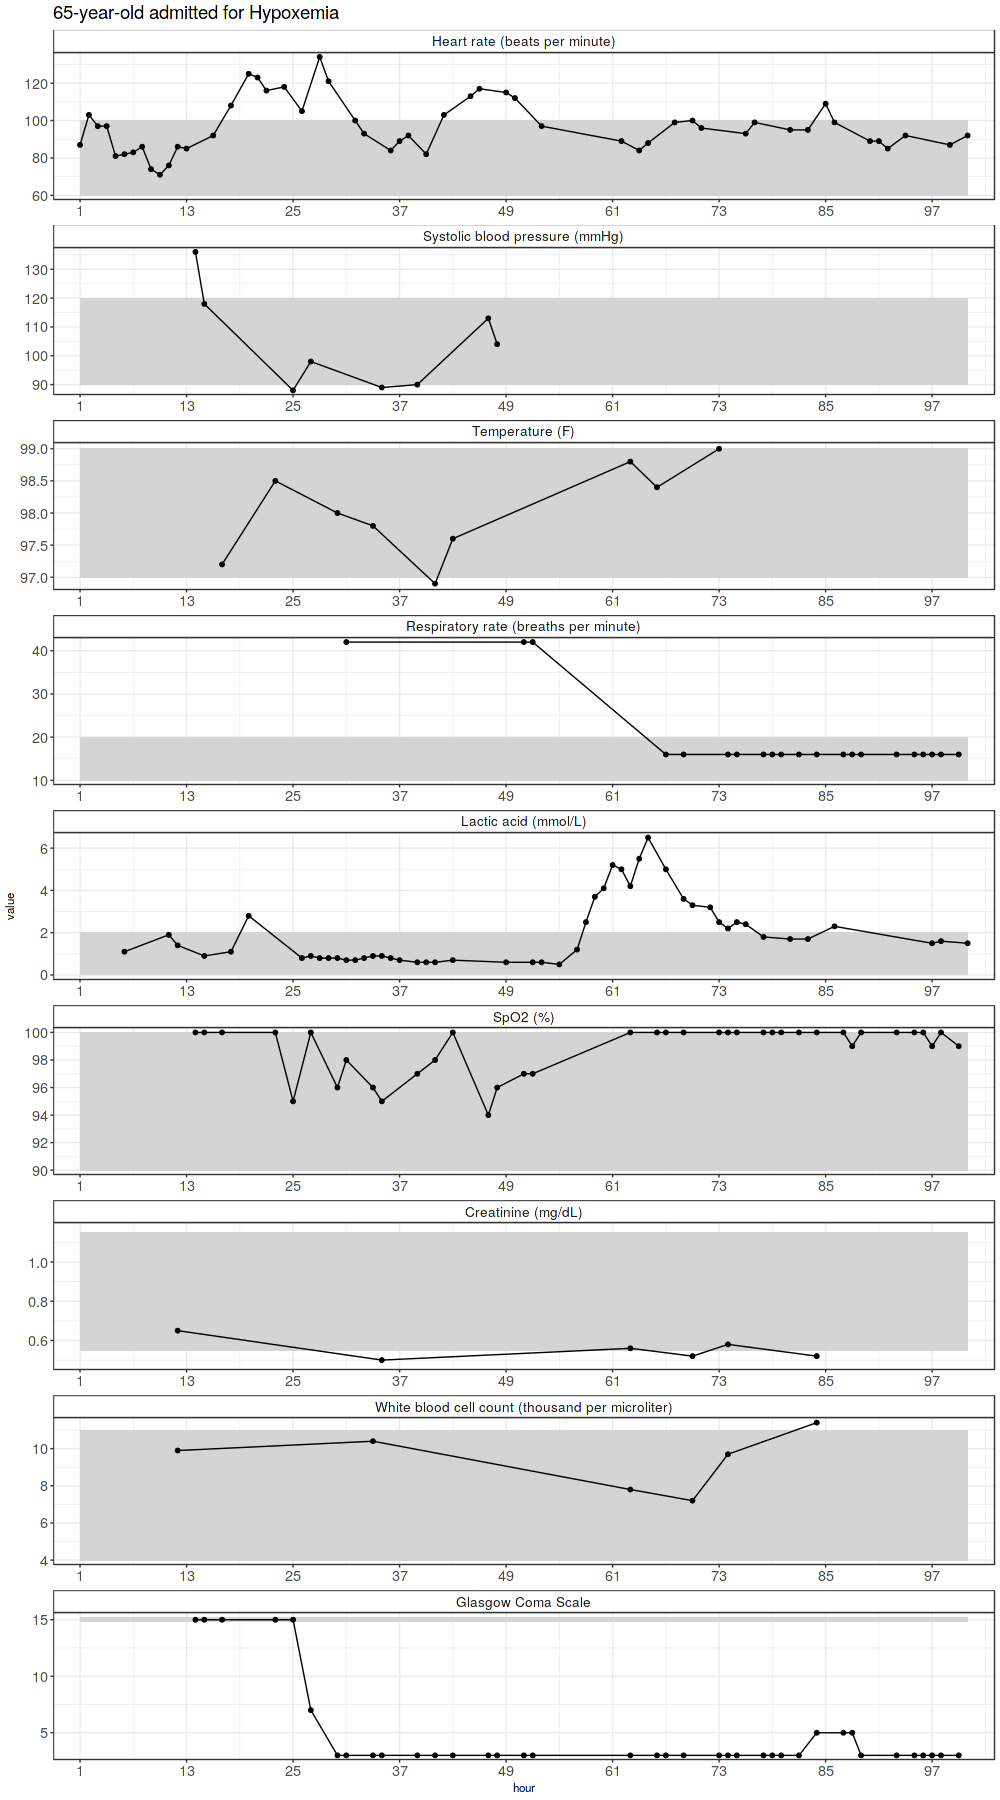 65-year-old admitted for Hypoxemia
Heart rate (beats per minute)
120
100
80
60
1 13 25 37 49 61 73 85 97
Systolic blood pressure (mmHg)
130
120
110
100
90
1 13 25 37 49 61 73 85 97
Temperature (F)
99.0
98.5
98.0
97.5
97.0
1 13 25 37 49 61 73 85 97
Respiratory rate (breaths per minute)
40
30
20
10
1 13 25 37 49 61 73 85 97
Lactic acid (mmol/L)
6
4
2
0
1 13 25 37 49 61 73 85 97
value
SpO2 (%)
100
98
96
94
92
90
1 13 25 37 49 61 73 85 97
Creatinine (mg/dL)
1.0
0.8
0.6
1 13 25 37 49 61 73 85 97
White blood cell count (thousand per microliter)
10
8
6
4
1 13 25 37 49 61 73 85 97
Glasgow Coma Scale
15
10
5
1 13 25 37 49 61 73 85 97
hour